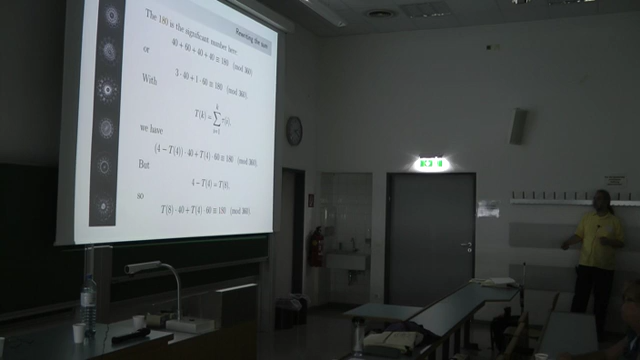 Rewriting the sum
The 180 is the significant number here:
40 + 60 + 40 + 40 ≡ 180 (mod 360)
or
3 · 40 + 1 · 60 ≡ 180 (mod 360).
With
T(k) = ∑_{i=1}^{k} τ(i),
we have
(4 − T(4)) · 40 + T(4) · 60 ≡ 180 (mod 360).
But
4 − T(4) = T(8),
so
T(8) · 40 + T(4) · 60 ≡ 180 (mod 360)